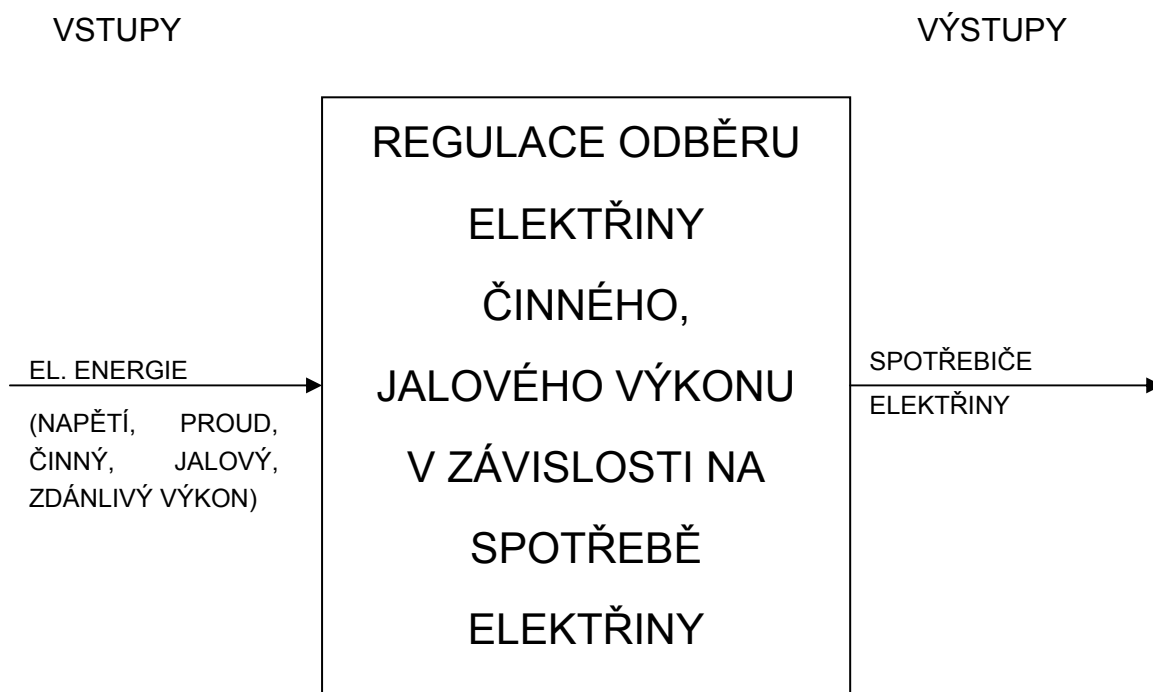 VSTUPY
VÝSTUPY
REGULACE ODBĚRU
ELEKTŘINY
ČINNÉHO,
JALOVÉHO VÝKONU
V ZÁVISLOSTI NA
SPOTŘEBĚ
ELEKTŘINY
EL. ENERGIE
(NAPĚTÍ, PROUD,
ČINNÝ, JALOVÝ,
ZDÁNLIVÝ VÝKON)
SPOTŘEBIČE
ELEKTŘINY